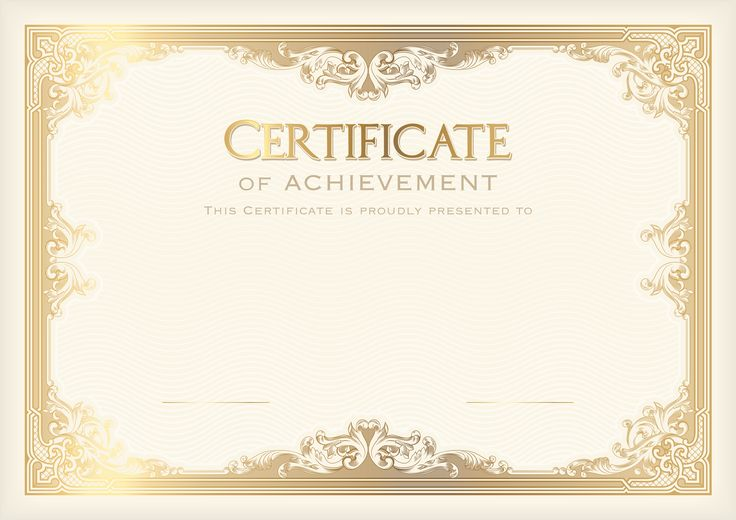 CERTIFICATE
OF ACHIEVEMENT
THIS CERTIFICATE IS PROUDLY PRESENTED TO